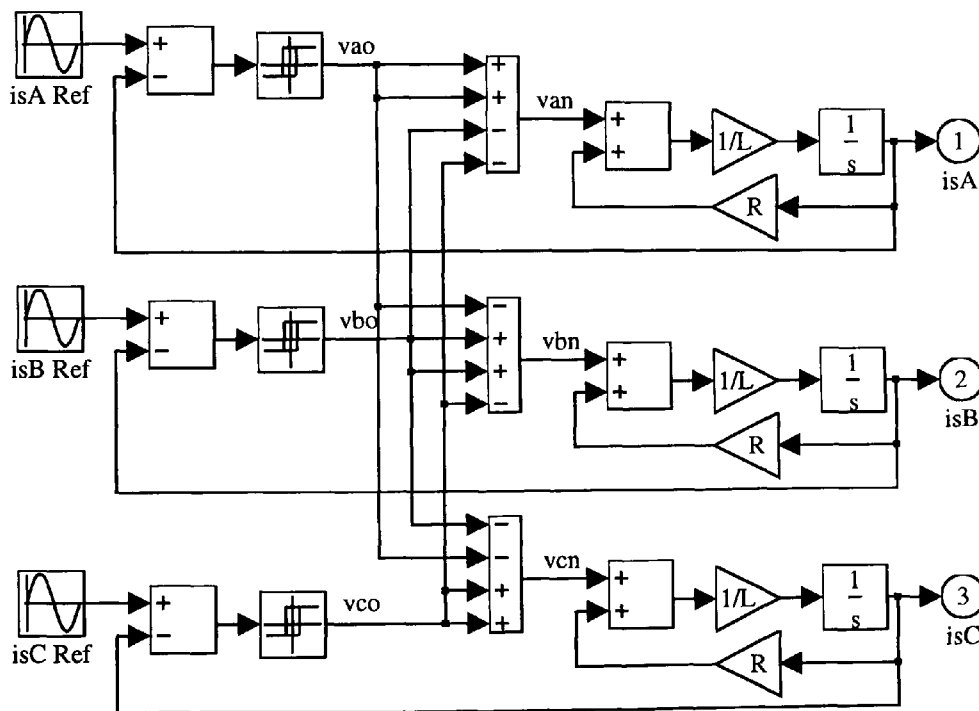 +
−
isA Ref
vao
+
+
−
−
van
+
+
1/L
1
s
R
1
isA
+
−
isB Ref
vbo
−
+
+
−
vbn
+
+
1/L
1
s
R
2
isB
+
−
isC Ref
vco
−
−
+
+
vcn
+
+
1/L
1
s
R
3
isC